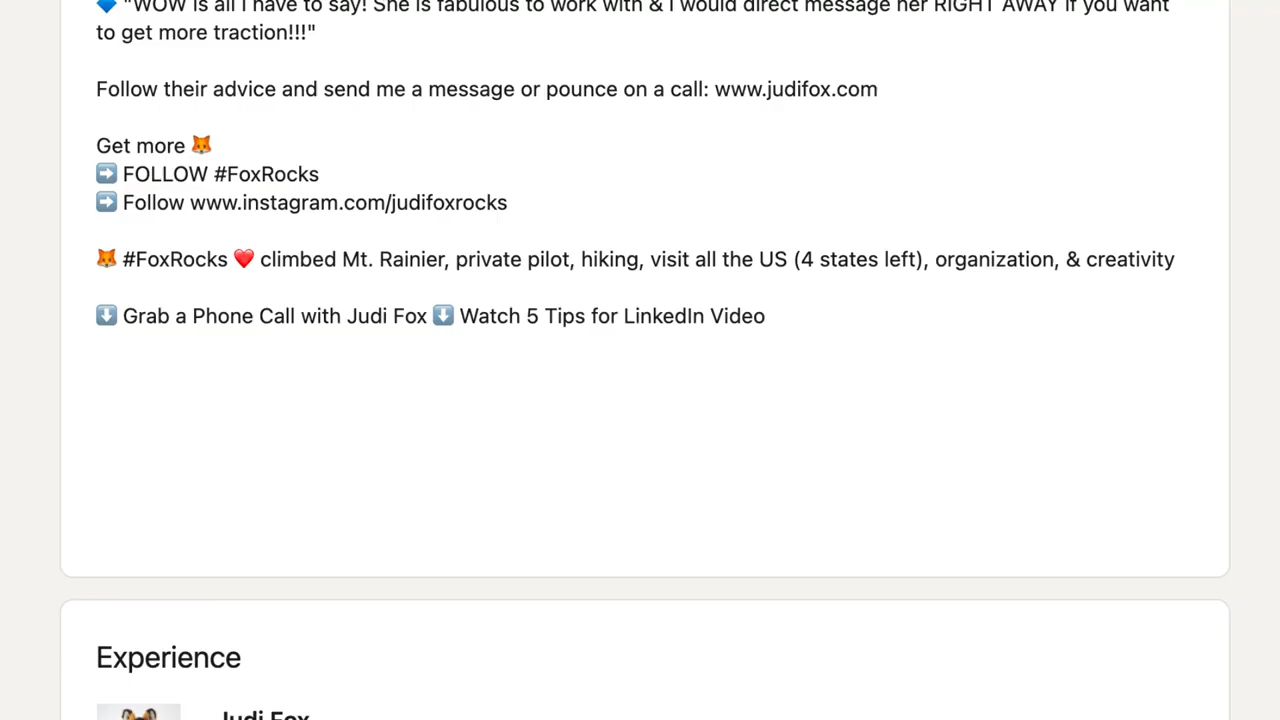 🔷 "WOW is all I have to say! She is fabulous to work with & I would direct message her RIGHT AWAY if you want
to get more traction!!!"
Follow their advice and send me a message or pounce on a call: www.judifox.com
Get more 🦊
➡️ FOLLOW #FoxRocks
➡️ Follow www.instagram.com/judifoxrocks
🦊 #FoxRocks ❤️ climbed Mt. Rainier, private pilot, hiking, visit all the US (4 states left), organization, & creativity
⬇️ Grab a Phone Call with Judi Fox ⬇️ Watch 5 Tips for LinkedIn Video
Experience
Judi Fox